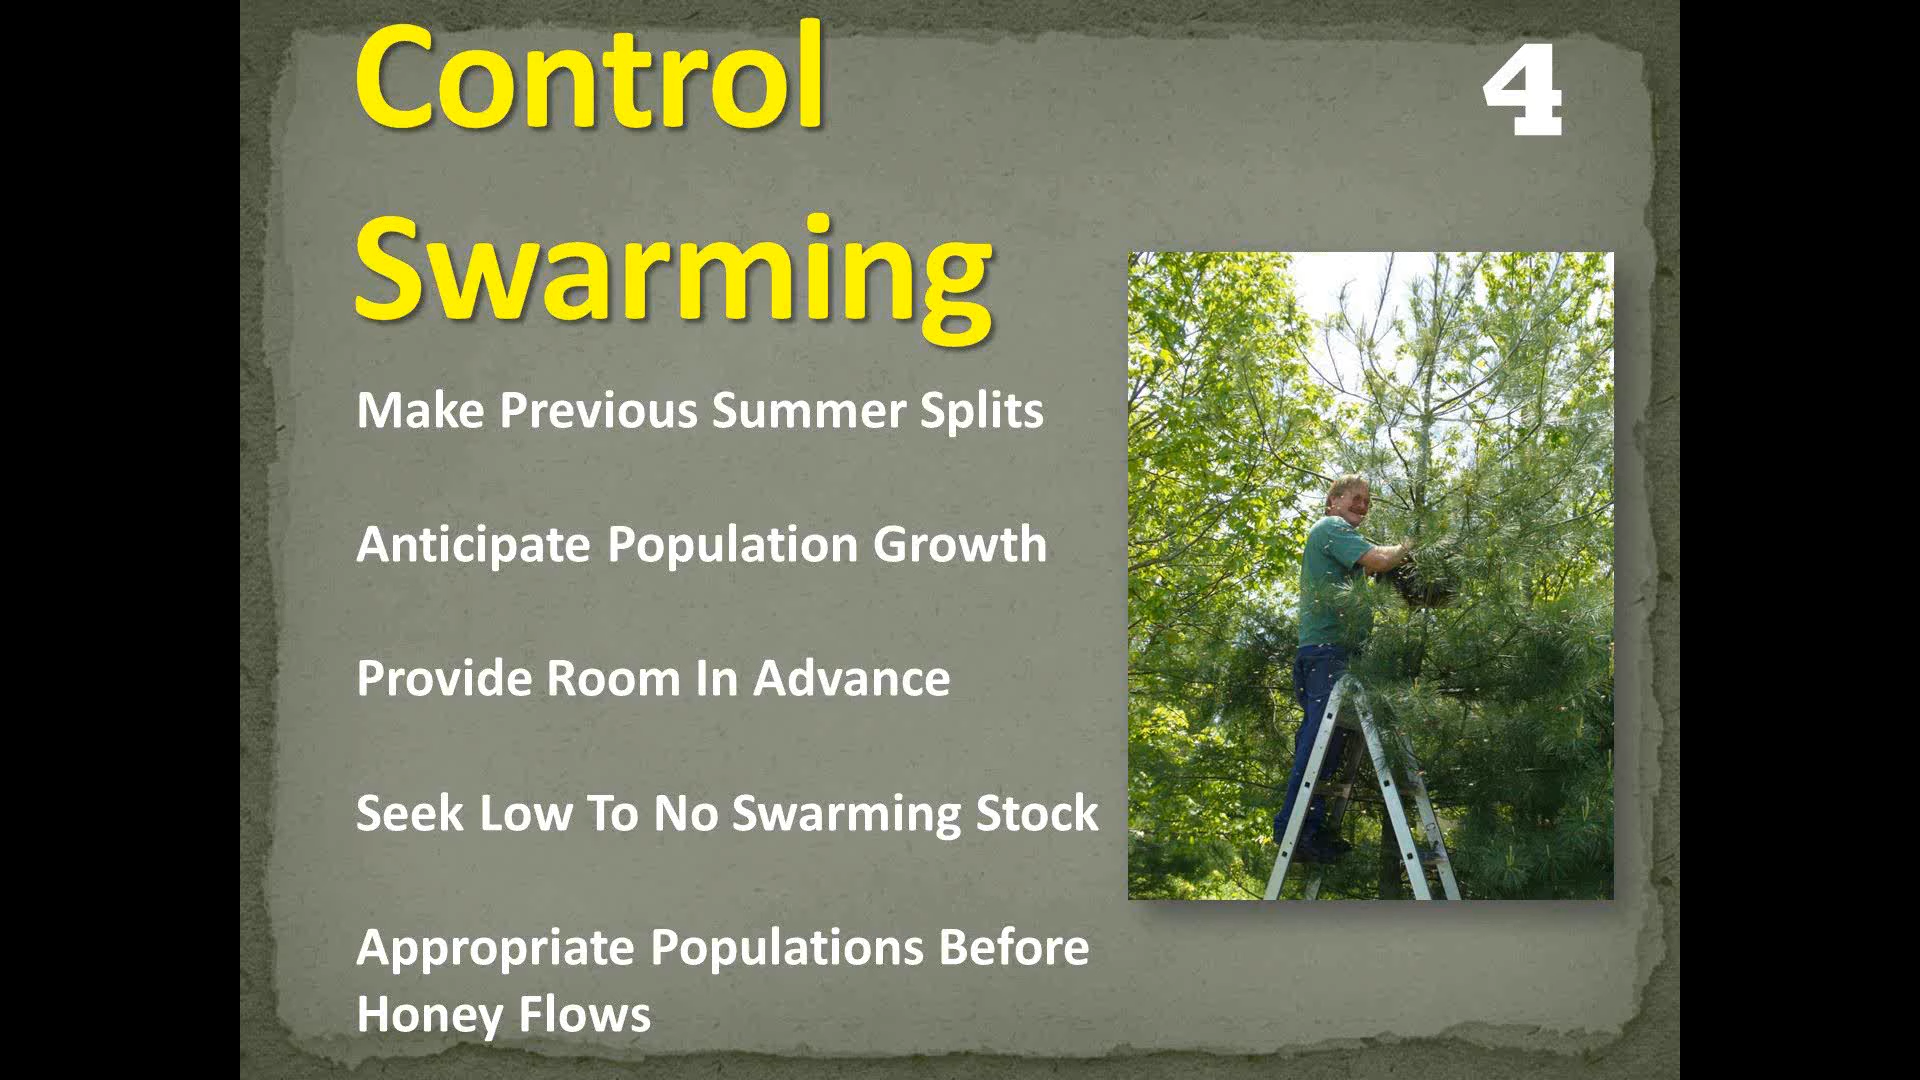 Control
4
Swarming
Make Previous Summer Splits
Anticipate Population Growth
Provide Room In Advance
Seek Low To No Swarming Stock
Appropriate Populations Before
Honey Flows